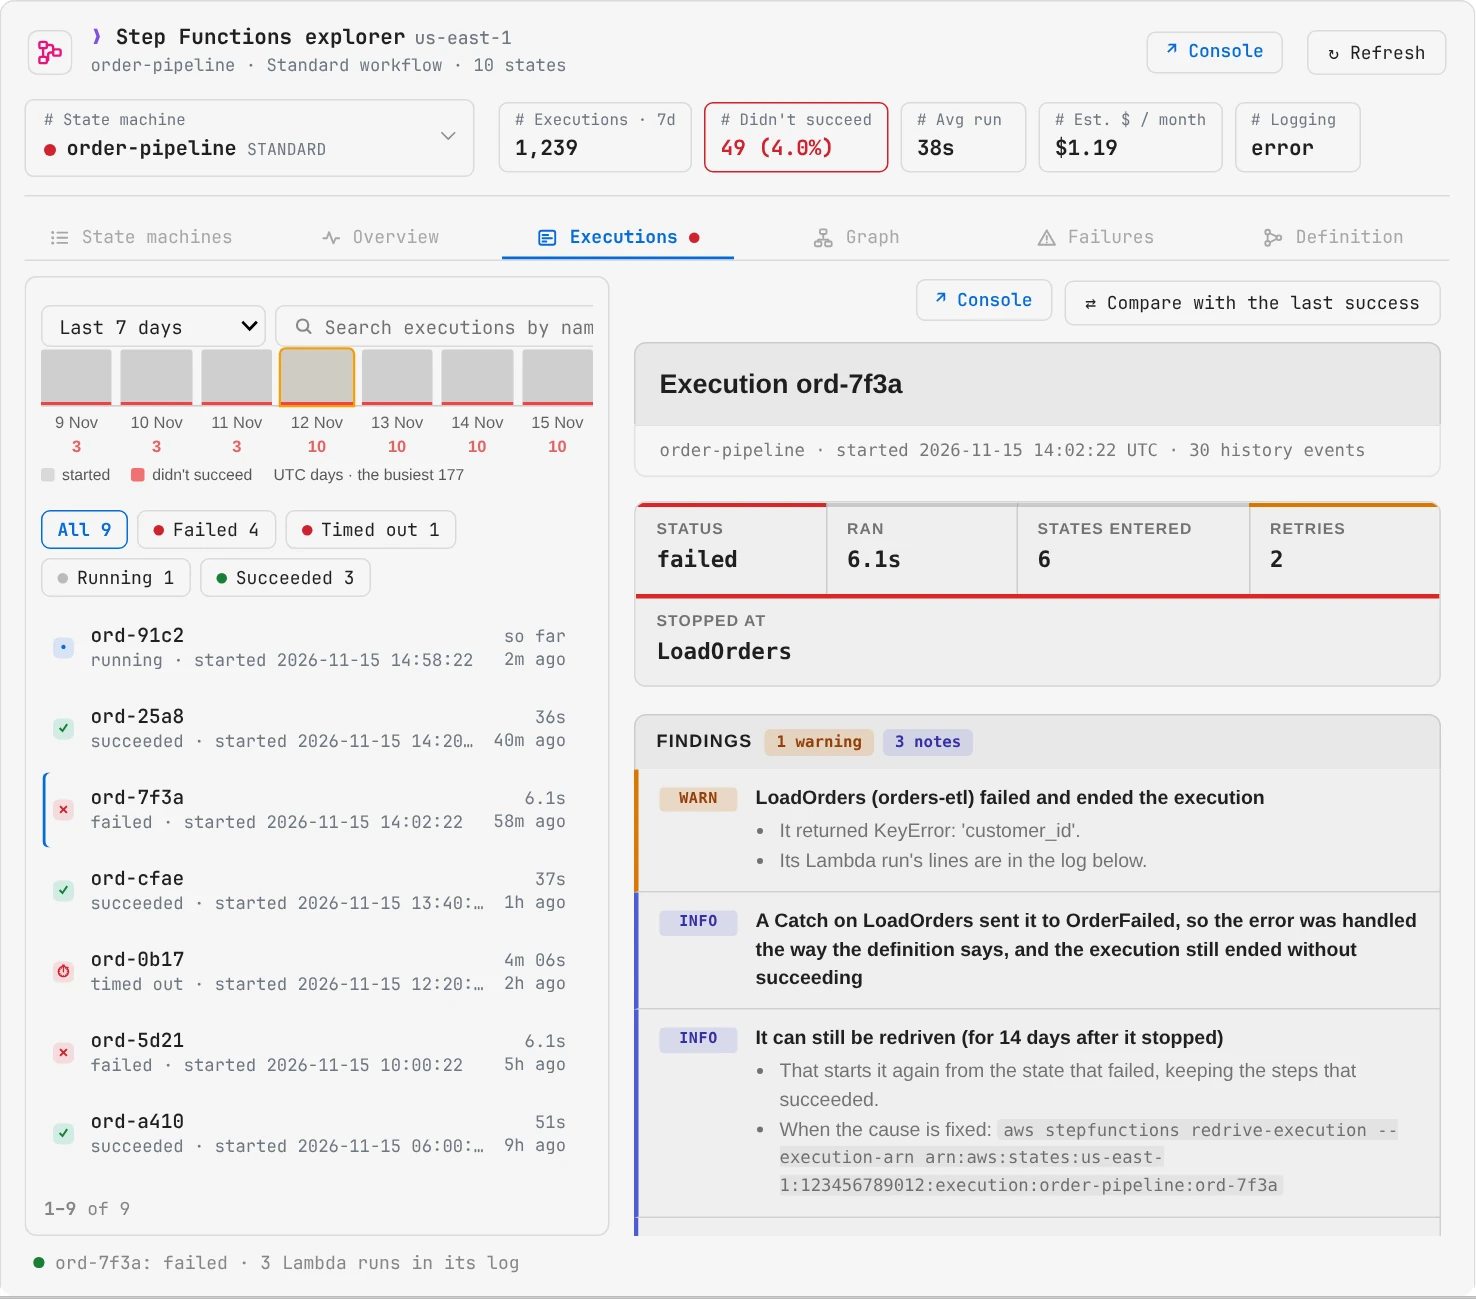 ❫ Step Functions explorer us-east-1
order-pipeline · Standard workflow · 10 states
↗ Console
↻ Refresh
# State machine
order-pipeline STANDARD
# Executions · 7d
1,239
# Didn't succeed
49 (4.0%)
# Avg run
38s
# Est. $ / month
$1.19
# Logging
error
State machines
Overview
Executions
Graph
Failures
Definition
Last 7 days
Search executions by nam
9 Nov 10 Nov 11 Nov 12 Nov 13 Nov 14 Nov 15 Nov
3 3 3 10 10 10 10
started didn't succeed UTC days · the busiest 177
All 9 Failed 4 Timed out 1
Running 1 Succeeded 3
ord-91c2 so far
running · started 2026-11-15 14:58:22 2m ago
ord-25a8 36s
succeeded · started 2026-11-15 14:20… 40m ago
ord-7f3a 6.1s
failed · started 2026-11-15 14:02:22 58m ago
ord-cfae 37s
succeeded · started 2026-11-15 13:40:… 1h ago
ord-0b17 4m 06s
timed out · started 2026-11-15 12:20:… 2h ago
ord-5d21 6.1s
failed · started 2026-11-15 10:00:22 5h ago
ord-a410 51s
succeeded · started 2026-11-15 06:00:… 9h ago
1–9 of 9
↗ Console
⇄ Compare with the last success
Execution ord-7f3a
order-pipeline · started 2026-11-15 14:02:22 UTC · 30 history events
STATUS
failed
RAN
6.1s
STATES ENTERED
6
RETRIES
2
STOPPED AT
LoadOrders
FINDINGS 1 warning 3 notes
WARN LoadOrders (orders-etl) failed and ended the execution
• It returned KeyError: 'customer_id'.
• Its Lambda run's lines are in the log below.
INFO A Catch on LoadOrders sent it to OrderFailed, so the error was handled
the way the definition says, and the execution still ended without
succeeding
INFO It can still be redriven (for 14 days after it stopped)
• That starts it again from the state that failed, keeping the steps that
succeeded.
• When the cause is fixed: aws stepfunctions redrive-execution --
execution-arn arn:aws:states:us-east-
1:123456789012:execution:order-pipeline:ord-7f3a
ord-7f3a: failed · 3 Lambda runs in its log